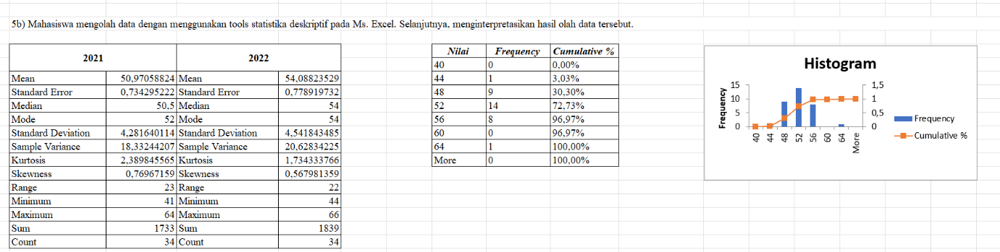 5b) Mahasiswa mengolah data dengan menggunakan tools statistika deskriptif pada Ms. Excel. Selanjutnya, menginterpretasikan hasil olah data tersebut.
2021 2022
Mean 50,97058824 Mean 54,08823529
Standard Error 0,734295222 Standard Error 0,778919732
Median 50,5 Median 54
Mode 52 Mode 54
Standard Deviation 4,281640114 Standard Deviation 4,541843485
Sample Variance 18,33244207 Sample Variance 20,62834225
Kurtosis 2,389845565 Kurtosis 1,734333766
Skewness 0,76967159 Skewness 0,567981359
Range 23 Range 22
Minimum 41 Minimum 44
Maximum 64 Maximum 66
Sum 1733 Sum 1839
Count 34 Count 34
Nilai Frequency Cumulative %
40 0 0,00%
44 1 3,03%
48 9 30,30%
52 14 72,73%
56 8 96,97%
60 0 96,97%
64 1 100,00%
More 0 100,00%
Histogram
Frequency
15
10
5
0
1,5
1
0,5
0
40 44 48 52 56 60 64 More
Frequency
Cumulative %